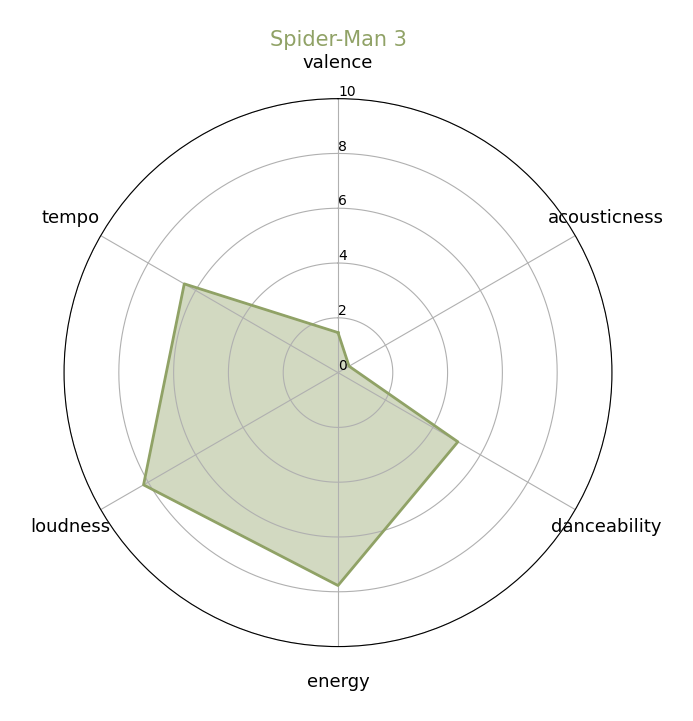 Spider-Man 3
valence
10
8
6
4
2
0
tempo
acousticness
loudness
danceability
energy